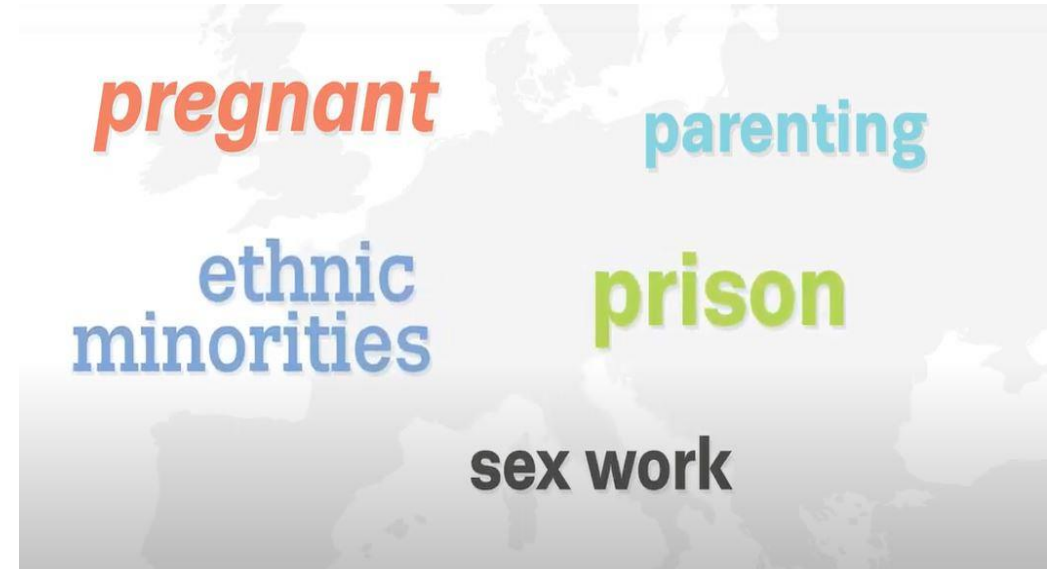 pregnant
parenting
ethnic
minorities
prison
sex work